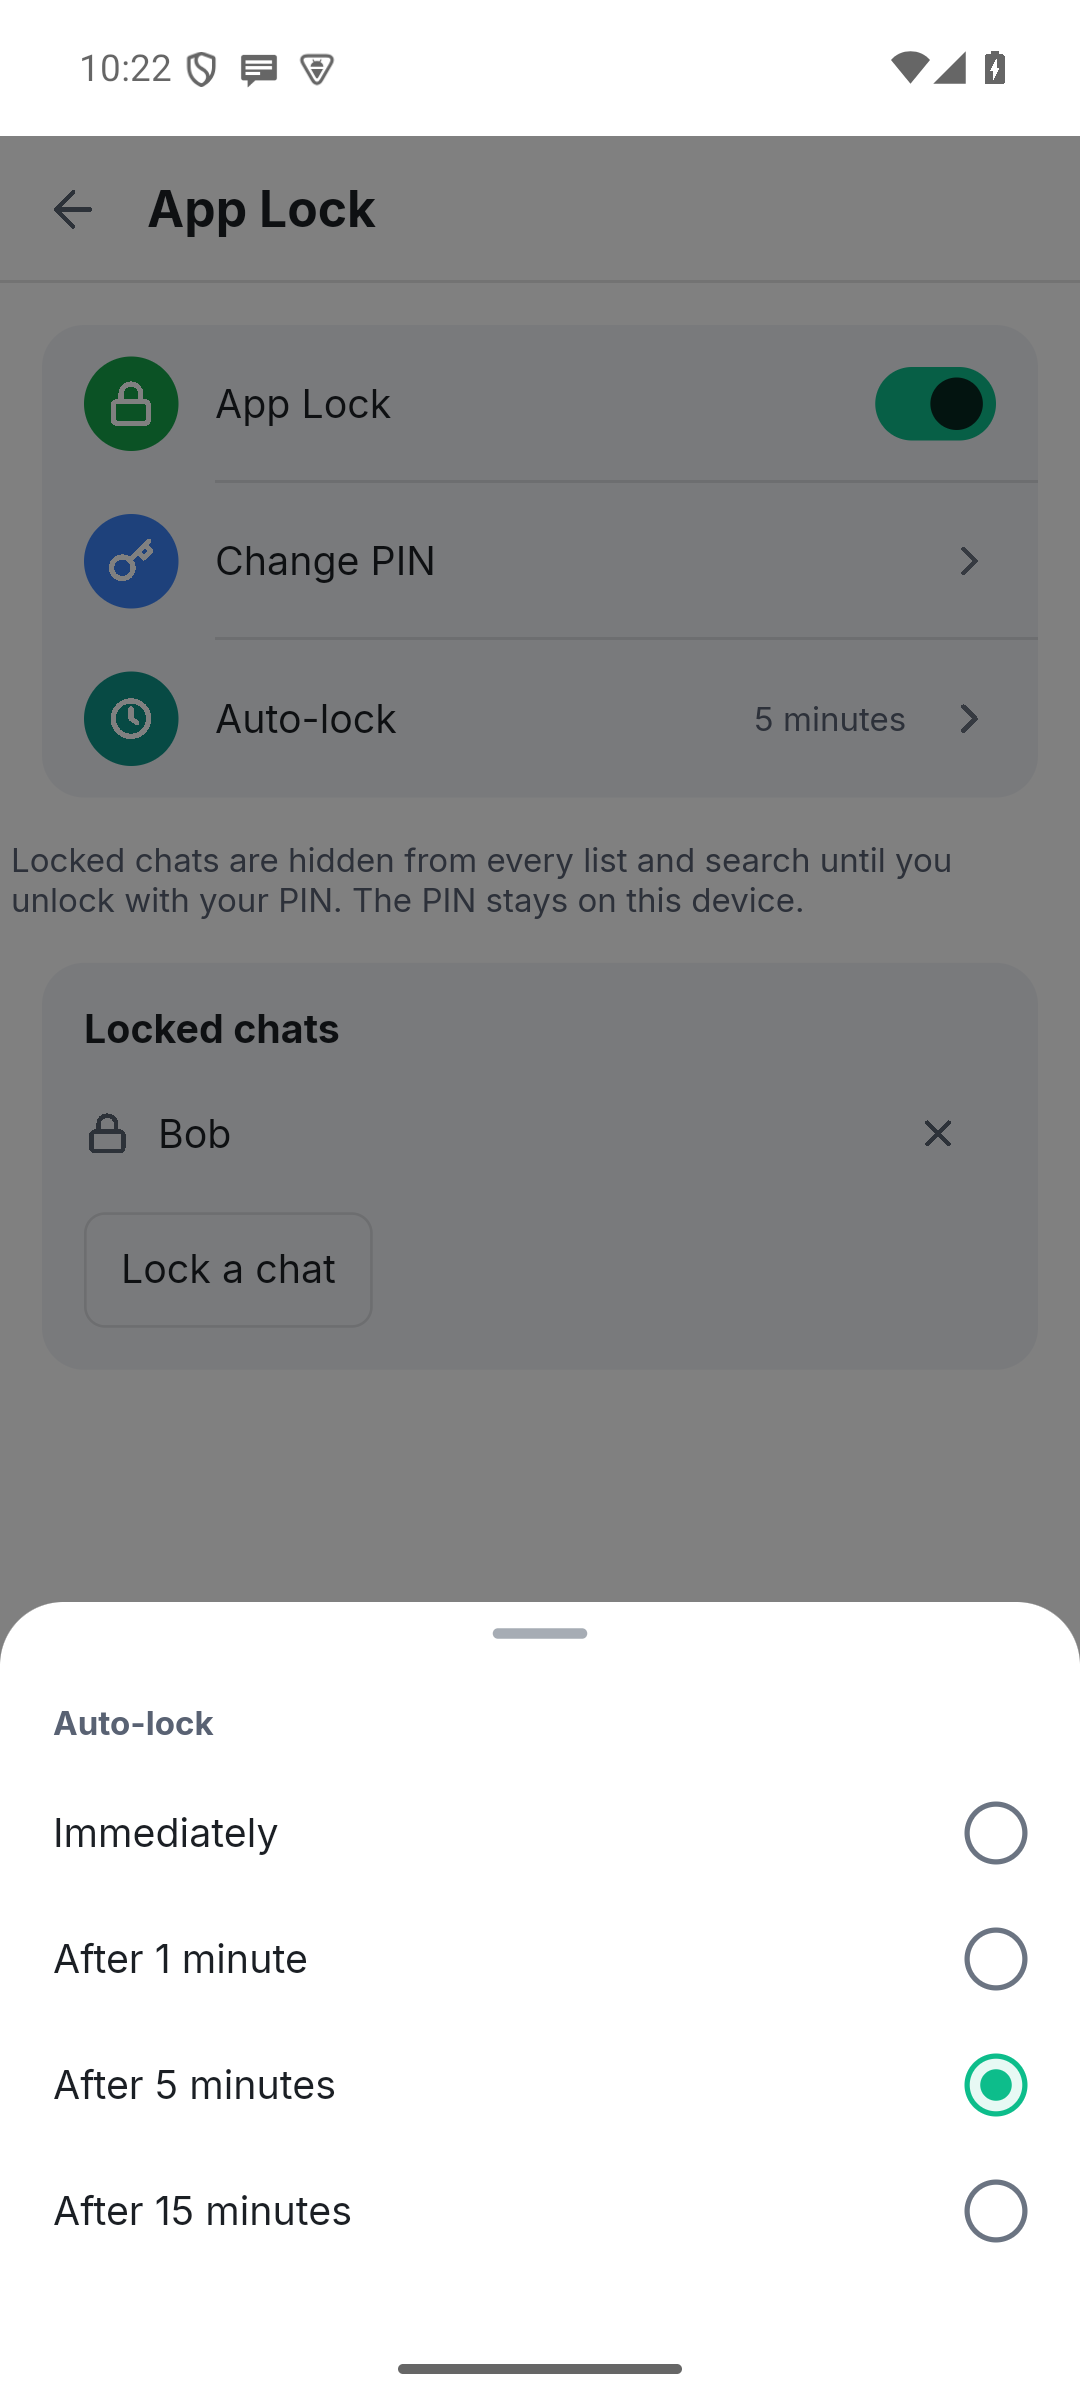 10:22
App Lock
App Lock
Change PIN
Auto-lock
5 minutes
Locked chats are hidden from every list and search until you
unlock with your PIN. The PIN stays on this device.
Locked chats
Bob
Lock a chat
Auto-lock
Immediately
After 1 minute
After 5 minutes
After 15 minutes